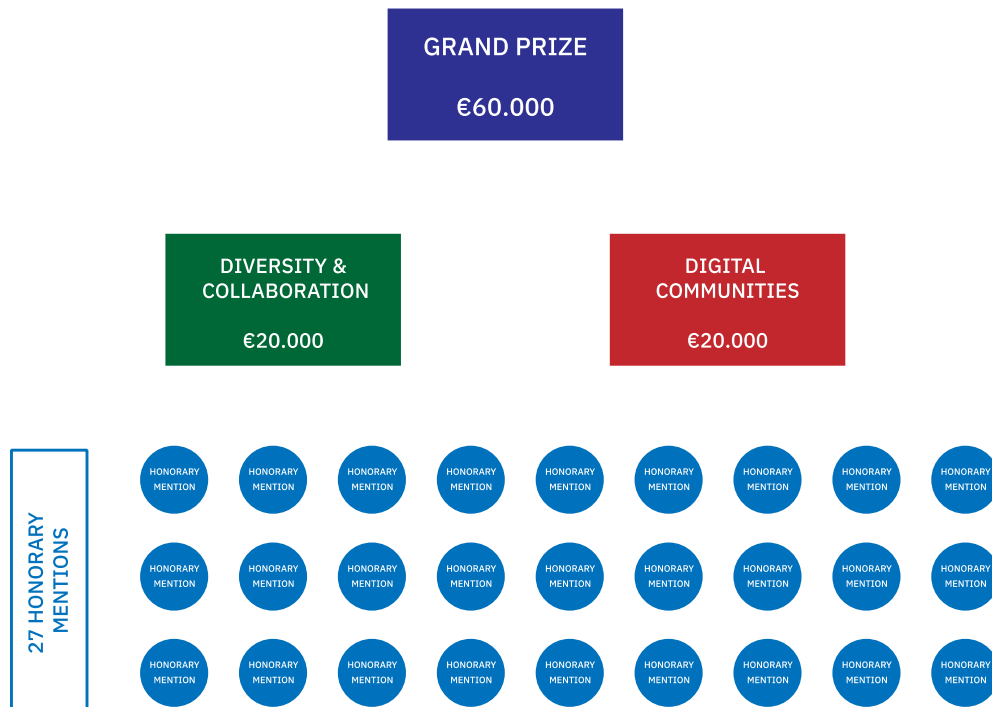 GRAND PRIZE
€60.000
DIVERSITY &
COLLABORATION
€20.000
DIGITAL
COMMUNITIES
€20.000
27 HONORARY
MENTIONS
HONORARY HONORARY HONORARY HONORARY HONORARY HONORARY HONORARY HONORARY HONORARY
MENTION MENTION MENTION MENTION MENTION MENTION MENTION MENTION MENTION
HONORARY HONORARY HONORARY HONORARY HONORARY HONORARY HONORARY HONORARY HONORARY
MENTION MENTION MENTION MENTION MENTION MENTION MENTION MENTION MENTION
HONORARY HONORARY HONORARY HONORARY HONORARY HONORARY HONORARY HONORARY HONORARY
MENTION MENTION MENTION MENTION MENTION MENTION MENTION MENTION MENTION